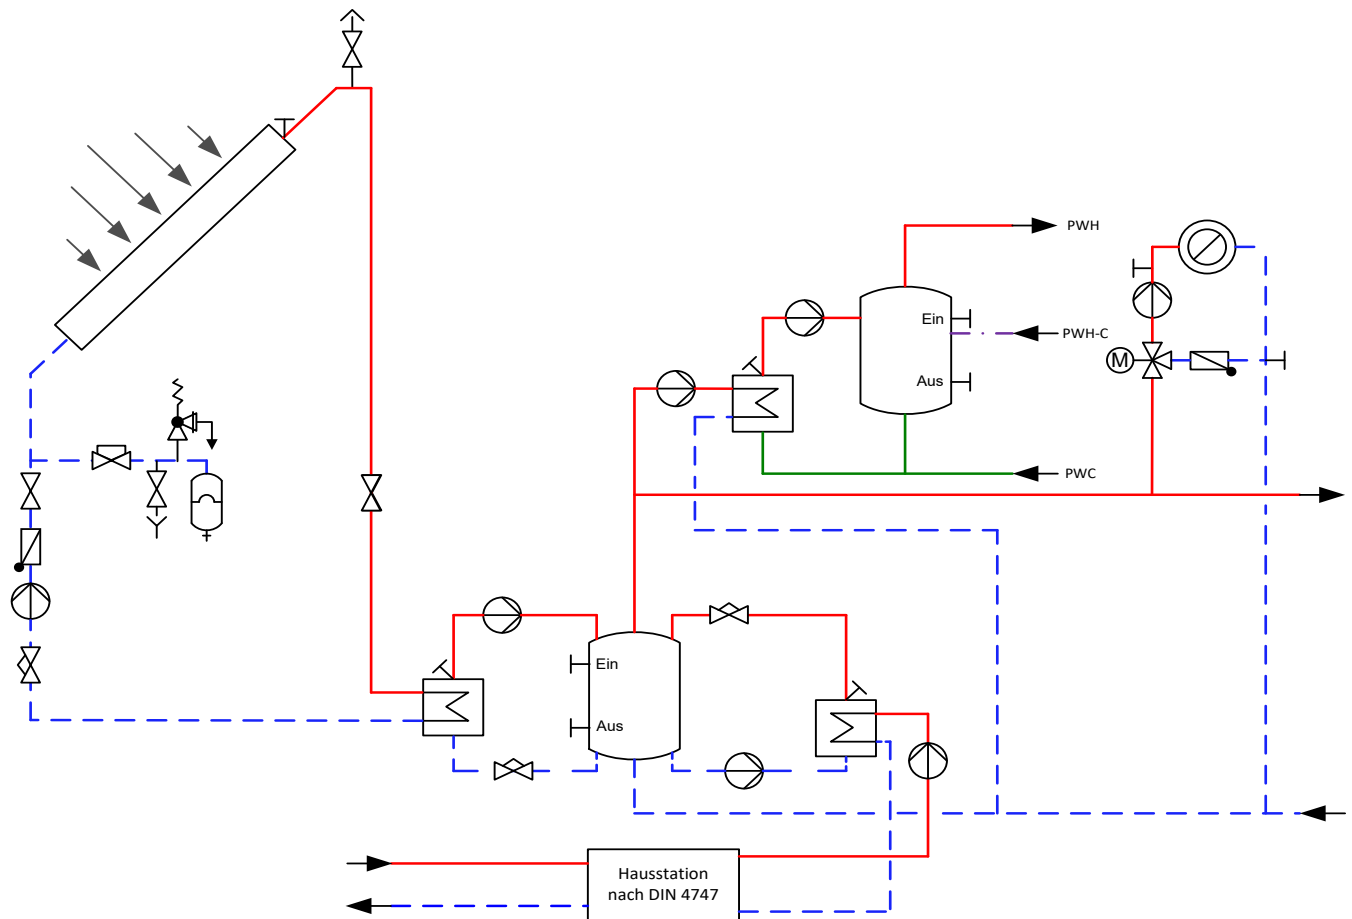 PWH
Ein
PWH-C
M
Aus
PWC
Ein
Aus
Hausstation
nach DIN 4747